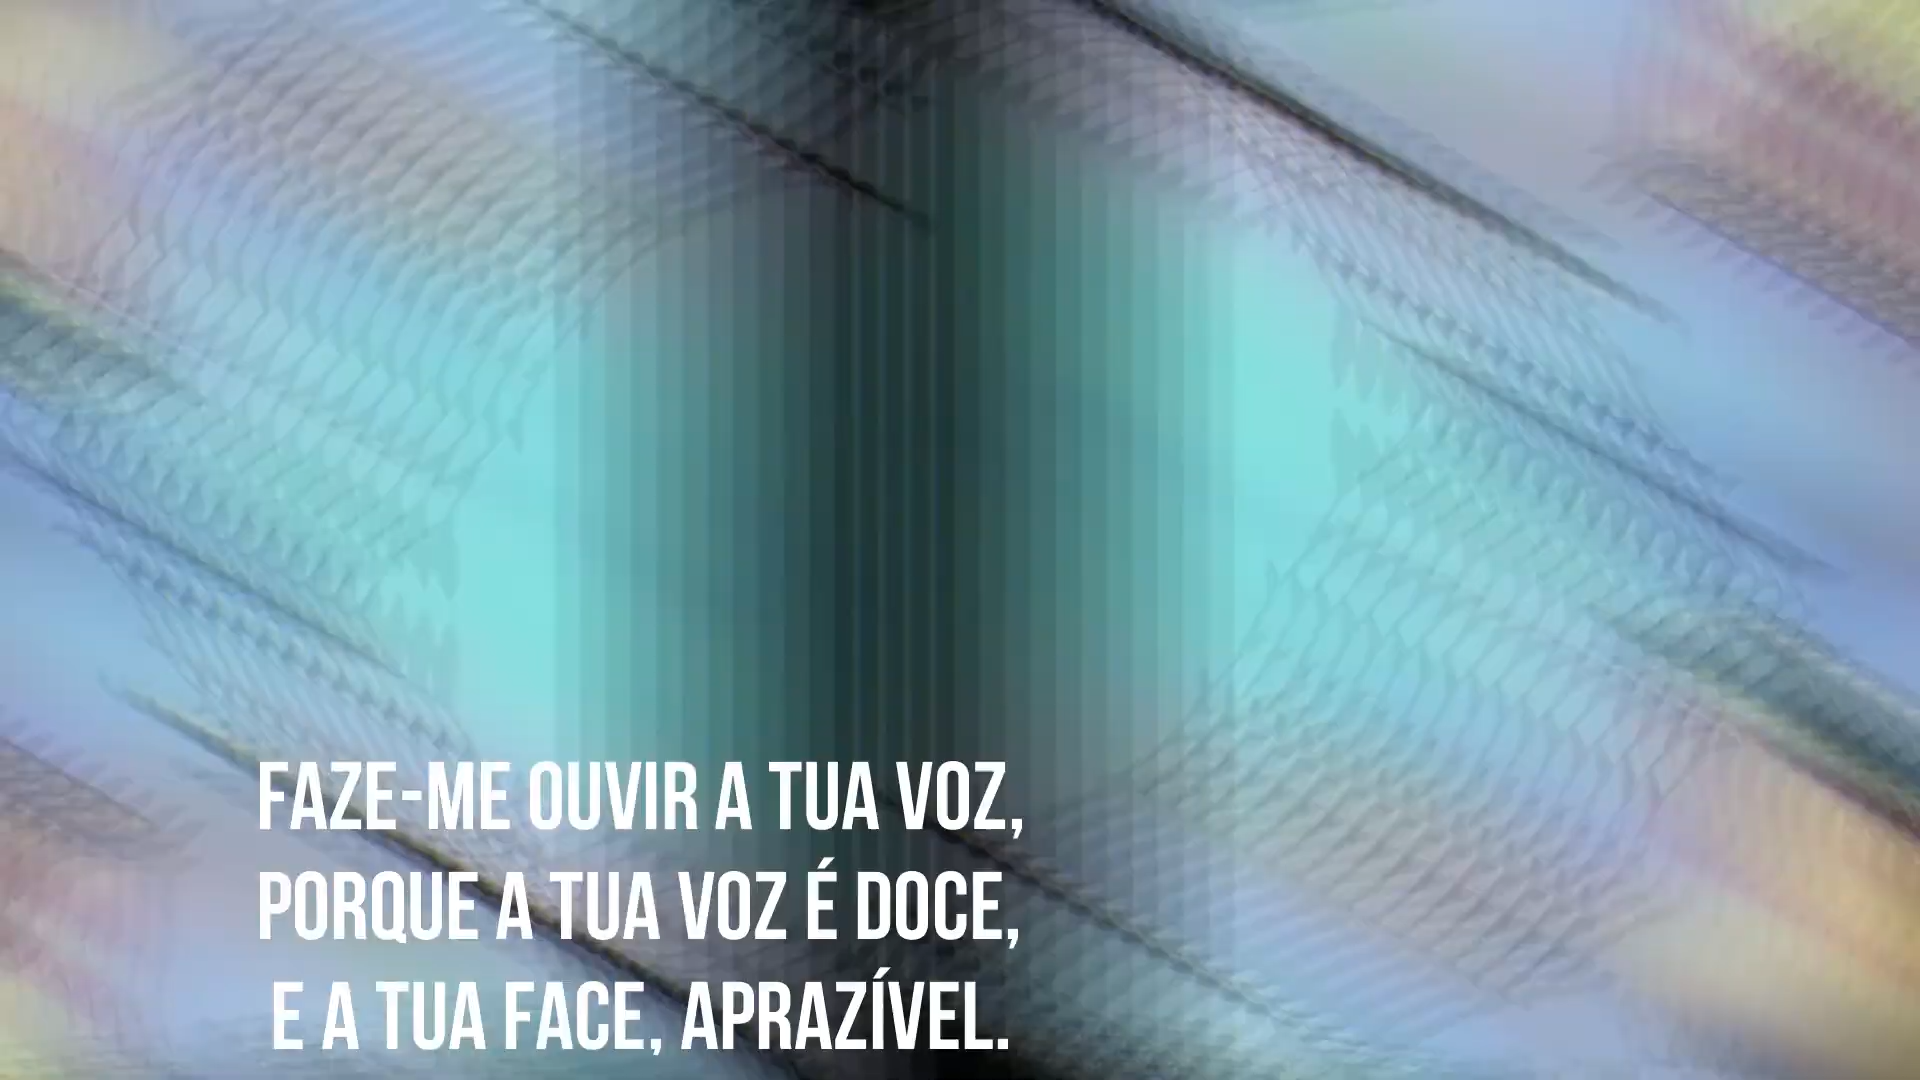 FAZE-ME OUVIR A TUA VOZ,
PORQUE A TUA VOZ É DOCE,
E A TUA FACE, APRAZÍVEL.